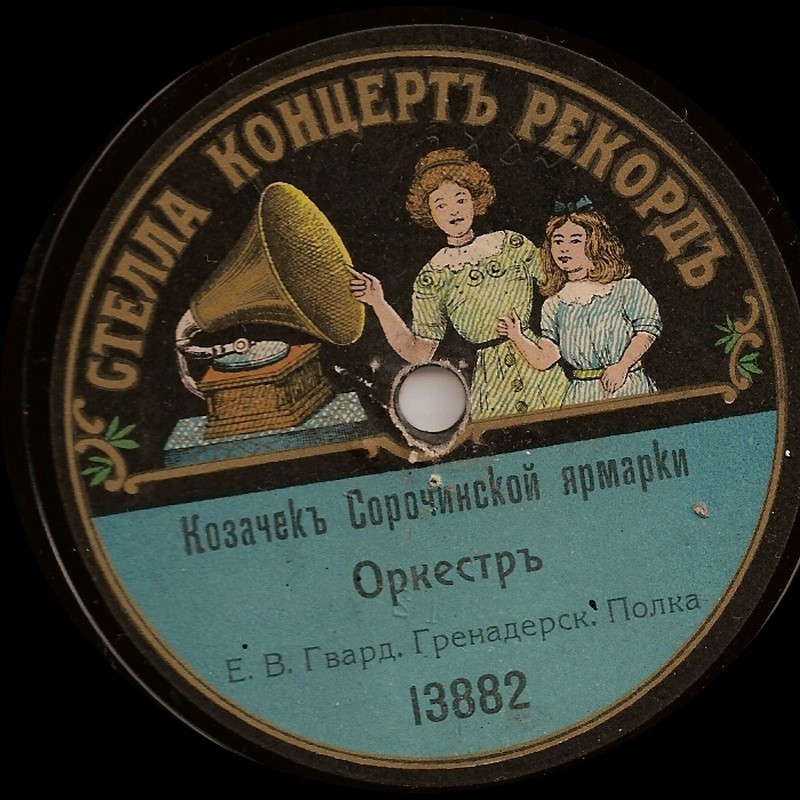 СТЕЛЛА КОНЦЕРТЪ РЕКОРДЪ
Козачекъ Сорочинской ярмарки
Оркестръ
Е. В. Гвард. Гренадерск. Полка
13882